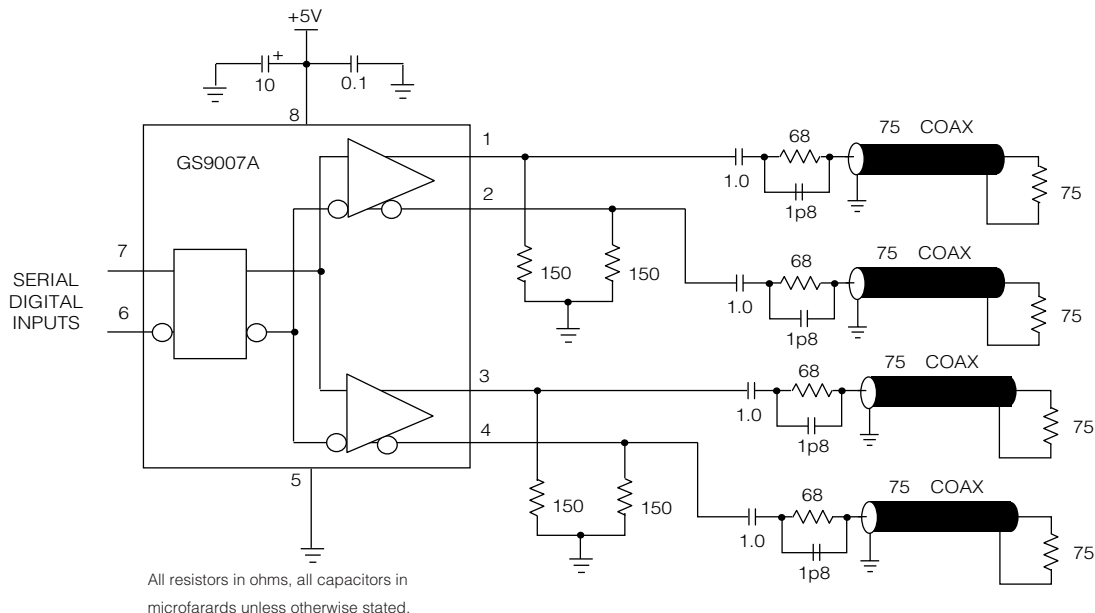 +5V
+
10
0.1
8
GS9007A
1
2
7
6
SERIAL
DIGITAL
INPUTS
3
4
5
150
150
150
150
1.0
68
1p8
75 COAX
75
1.0
68
1p8
75 COAX
75
1.0
68
1p8
75 COAX
75
1.0
68
1p8
75 COAX
75
All resistors in ohms, all capacitors in
microfarards unless otherwise stated.